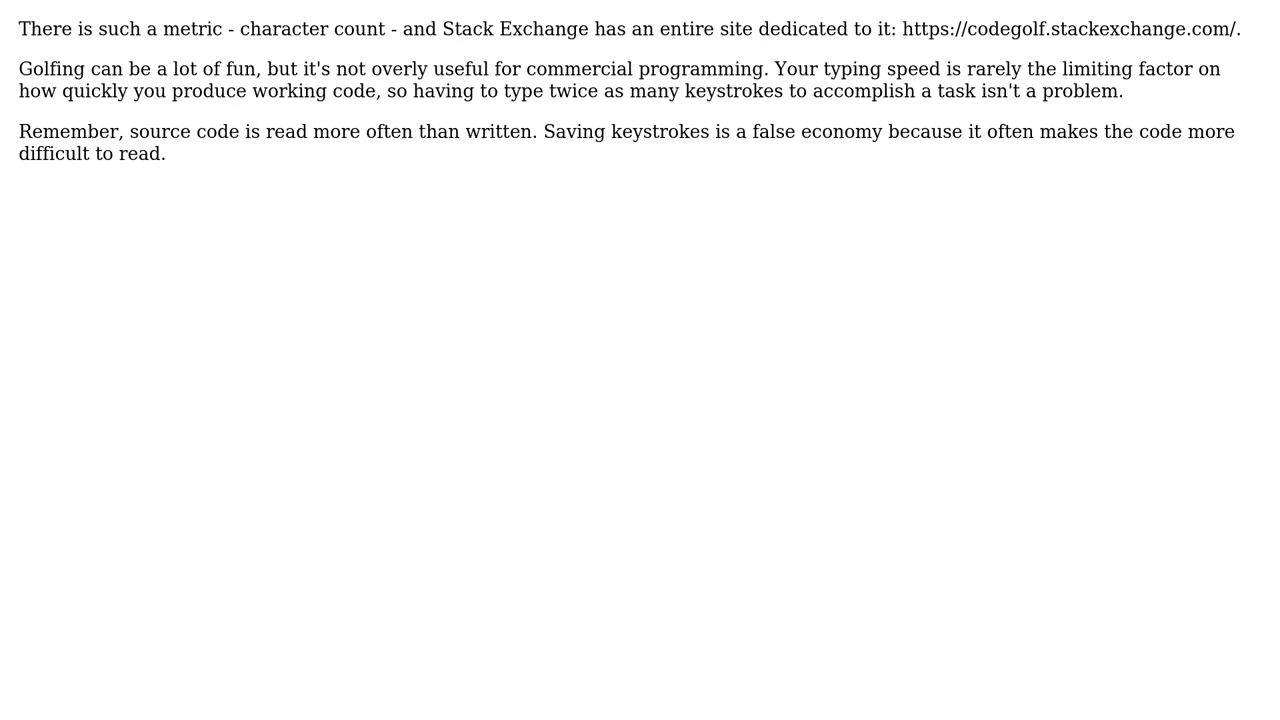 There is such a metric - character count - and Stack Exchange has an entire site dedicated to it: https://codegolf.stackexchange.com/.
Golfing can be a lot of fun, but it's not overly useful for commercial programming. Your typing speed is rarely the limiting factor on
how quickly you produce working code, so having to type twice as many keystrokes to accomplish a task isn't a problem.
Remember, source code is read more often than written. Saving keystrokes is a false economy because it often makes the code more
difficult to read.